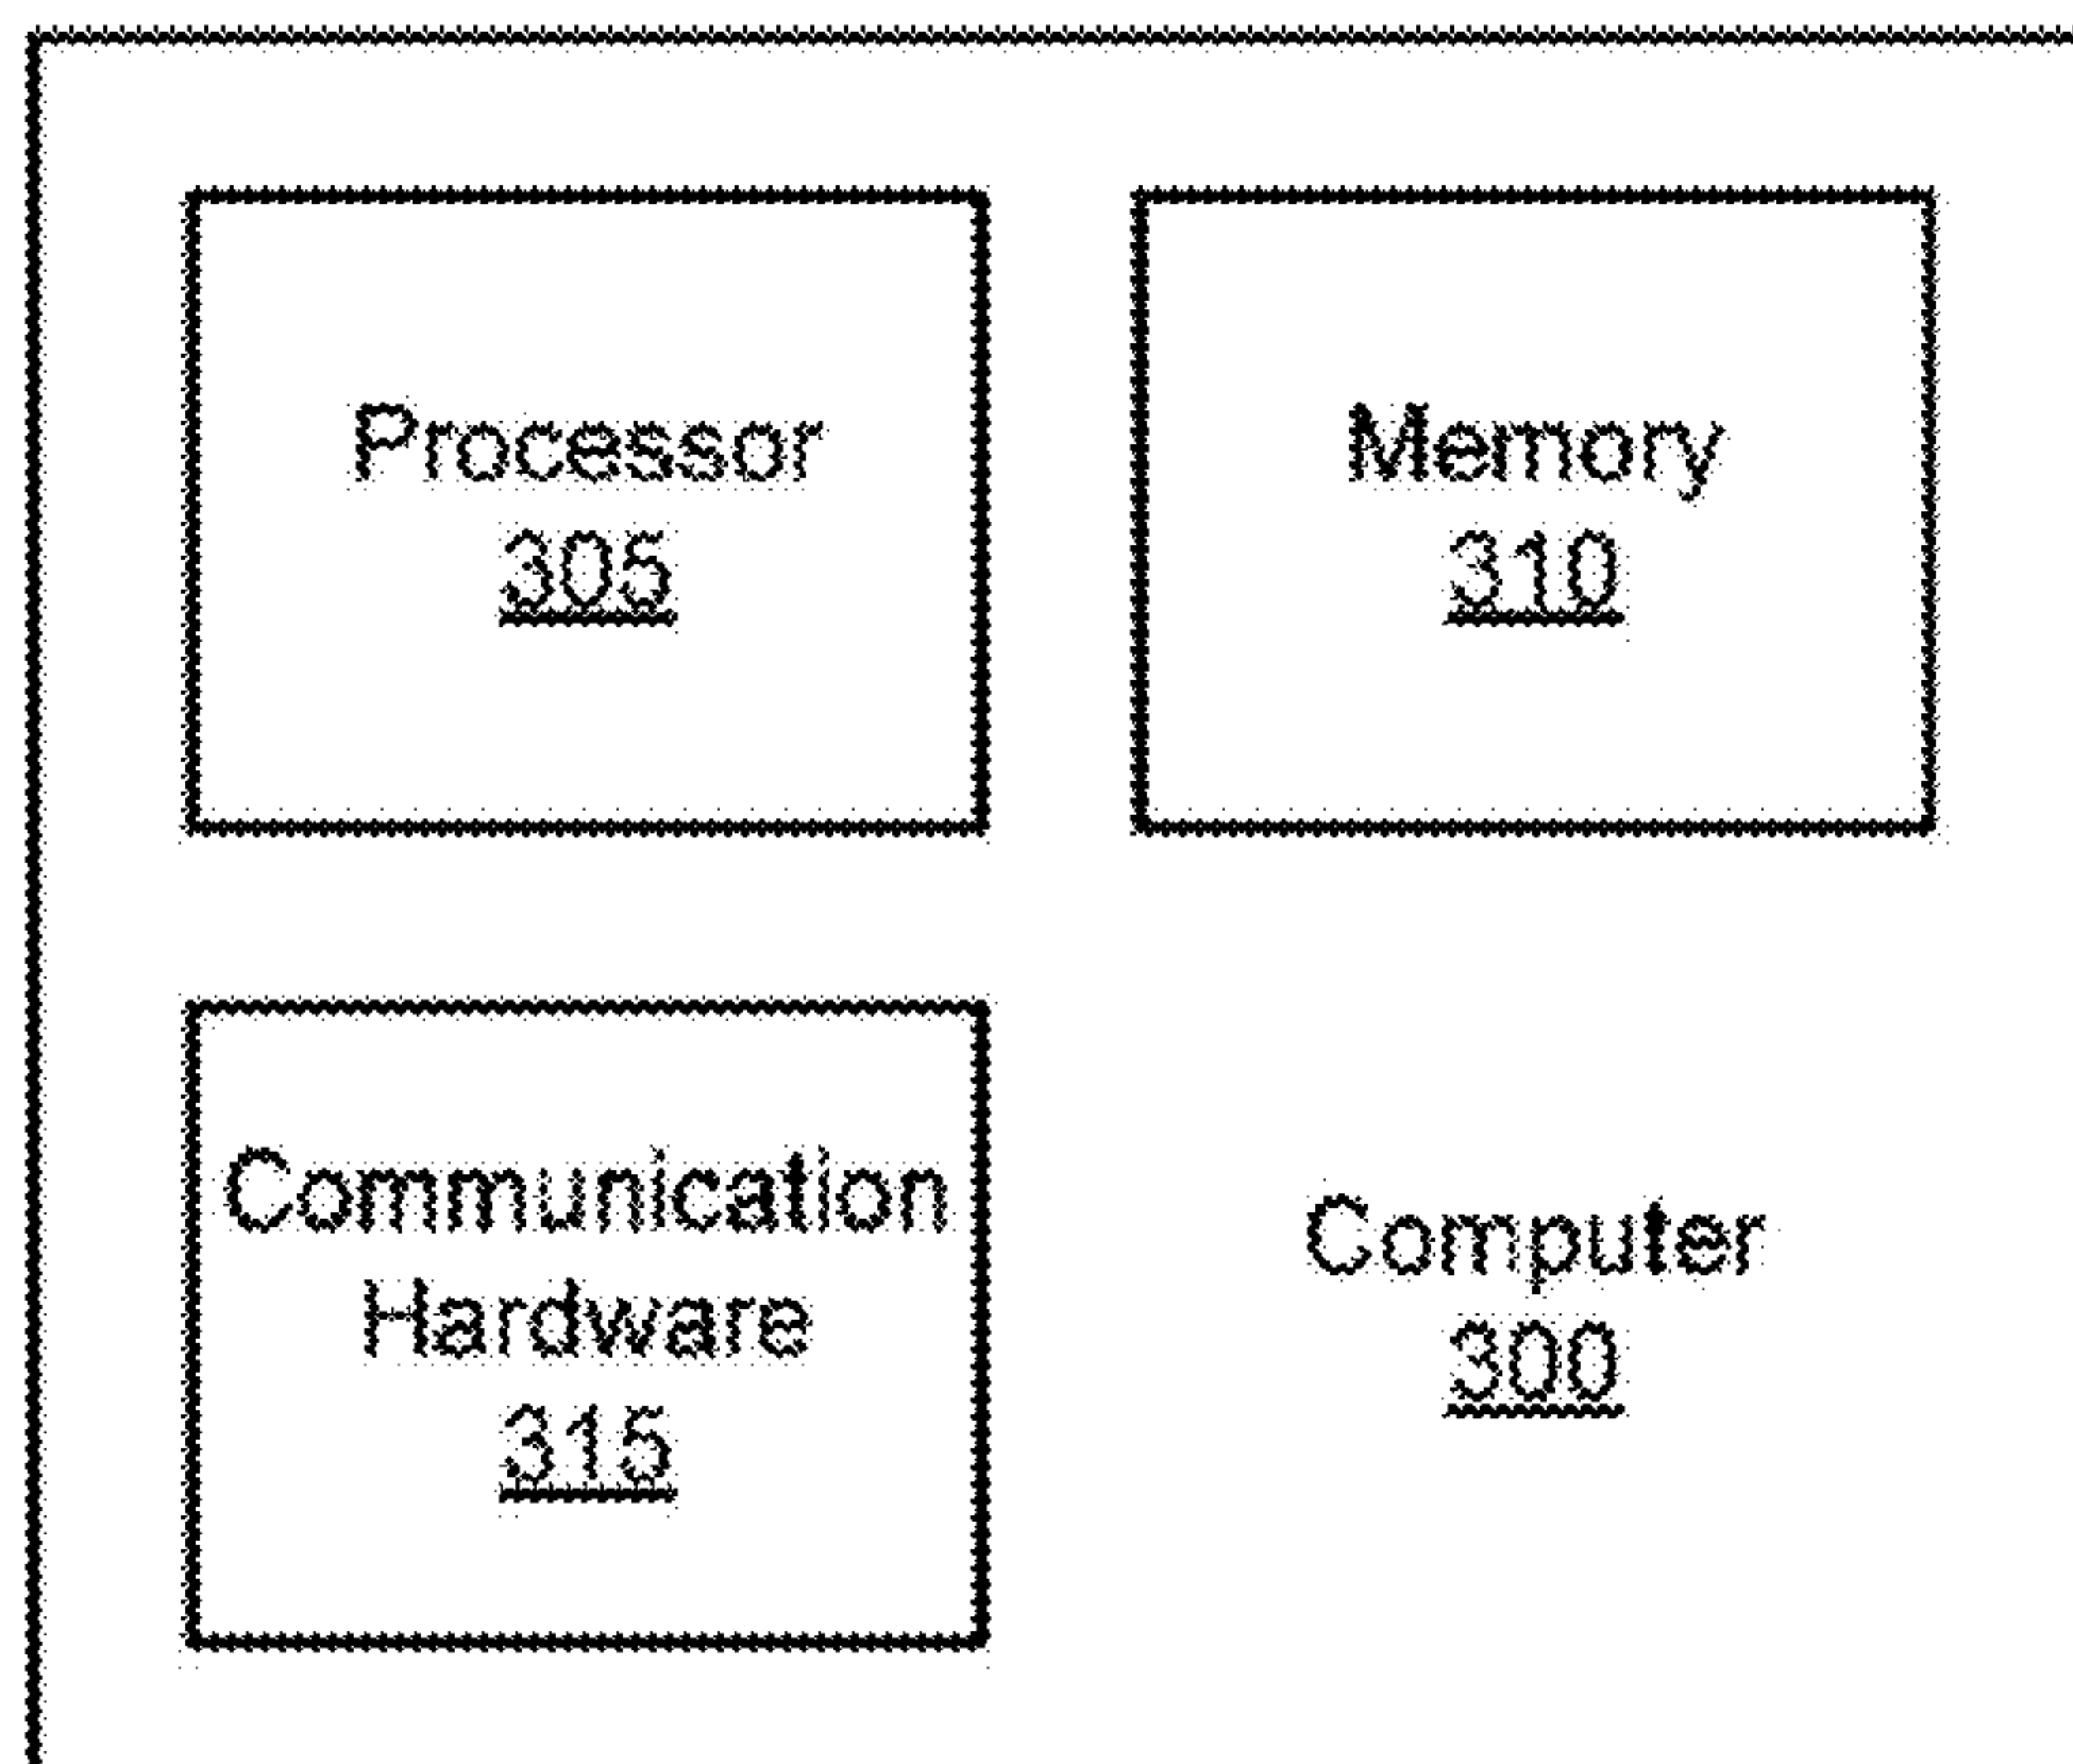 Processor
305
Memory
310
Communication
Hardware
315
Computer
300